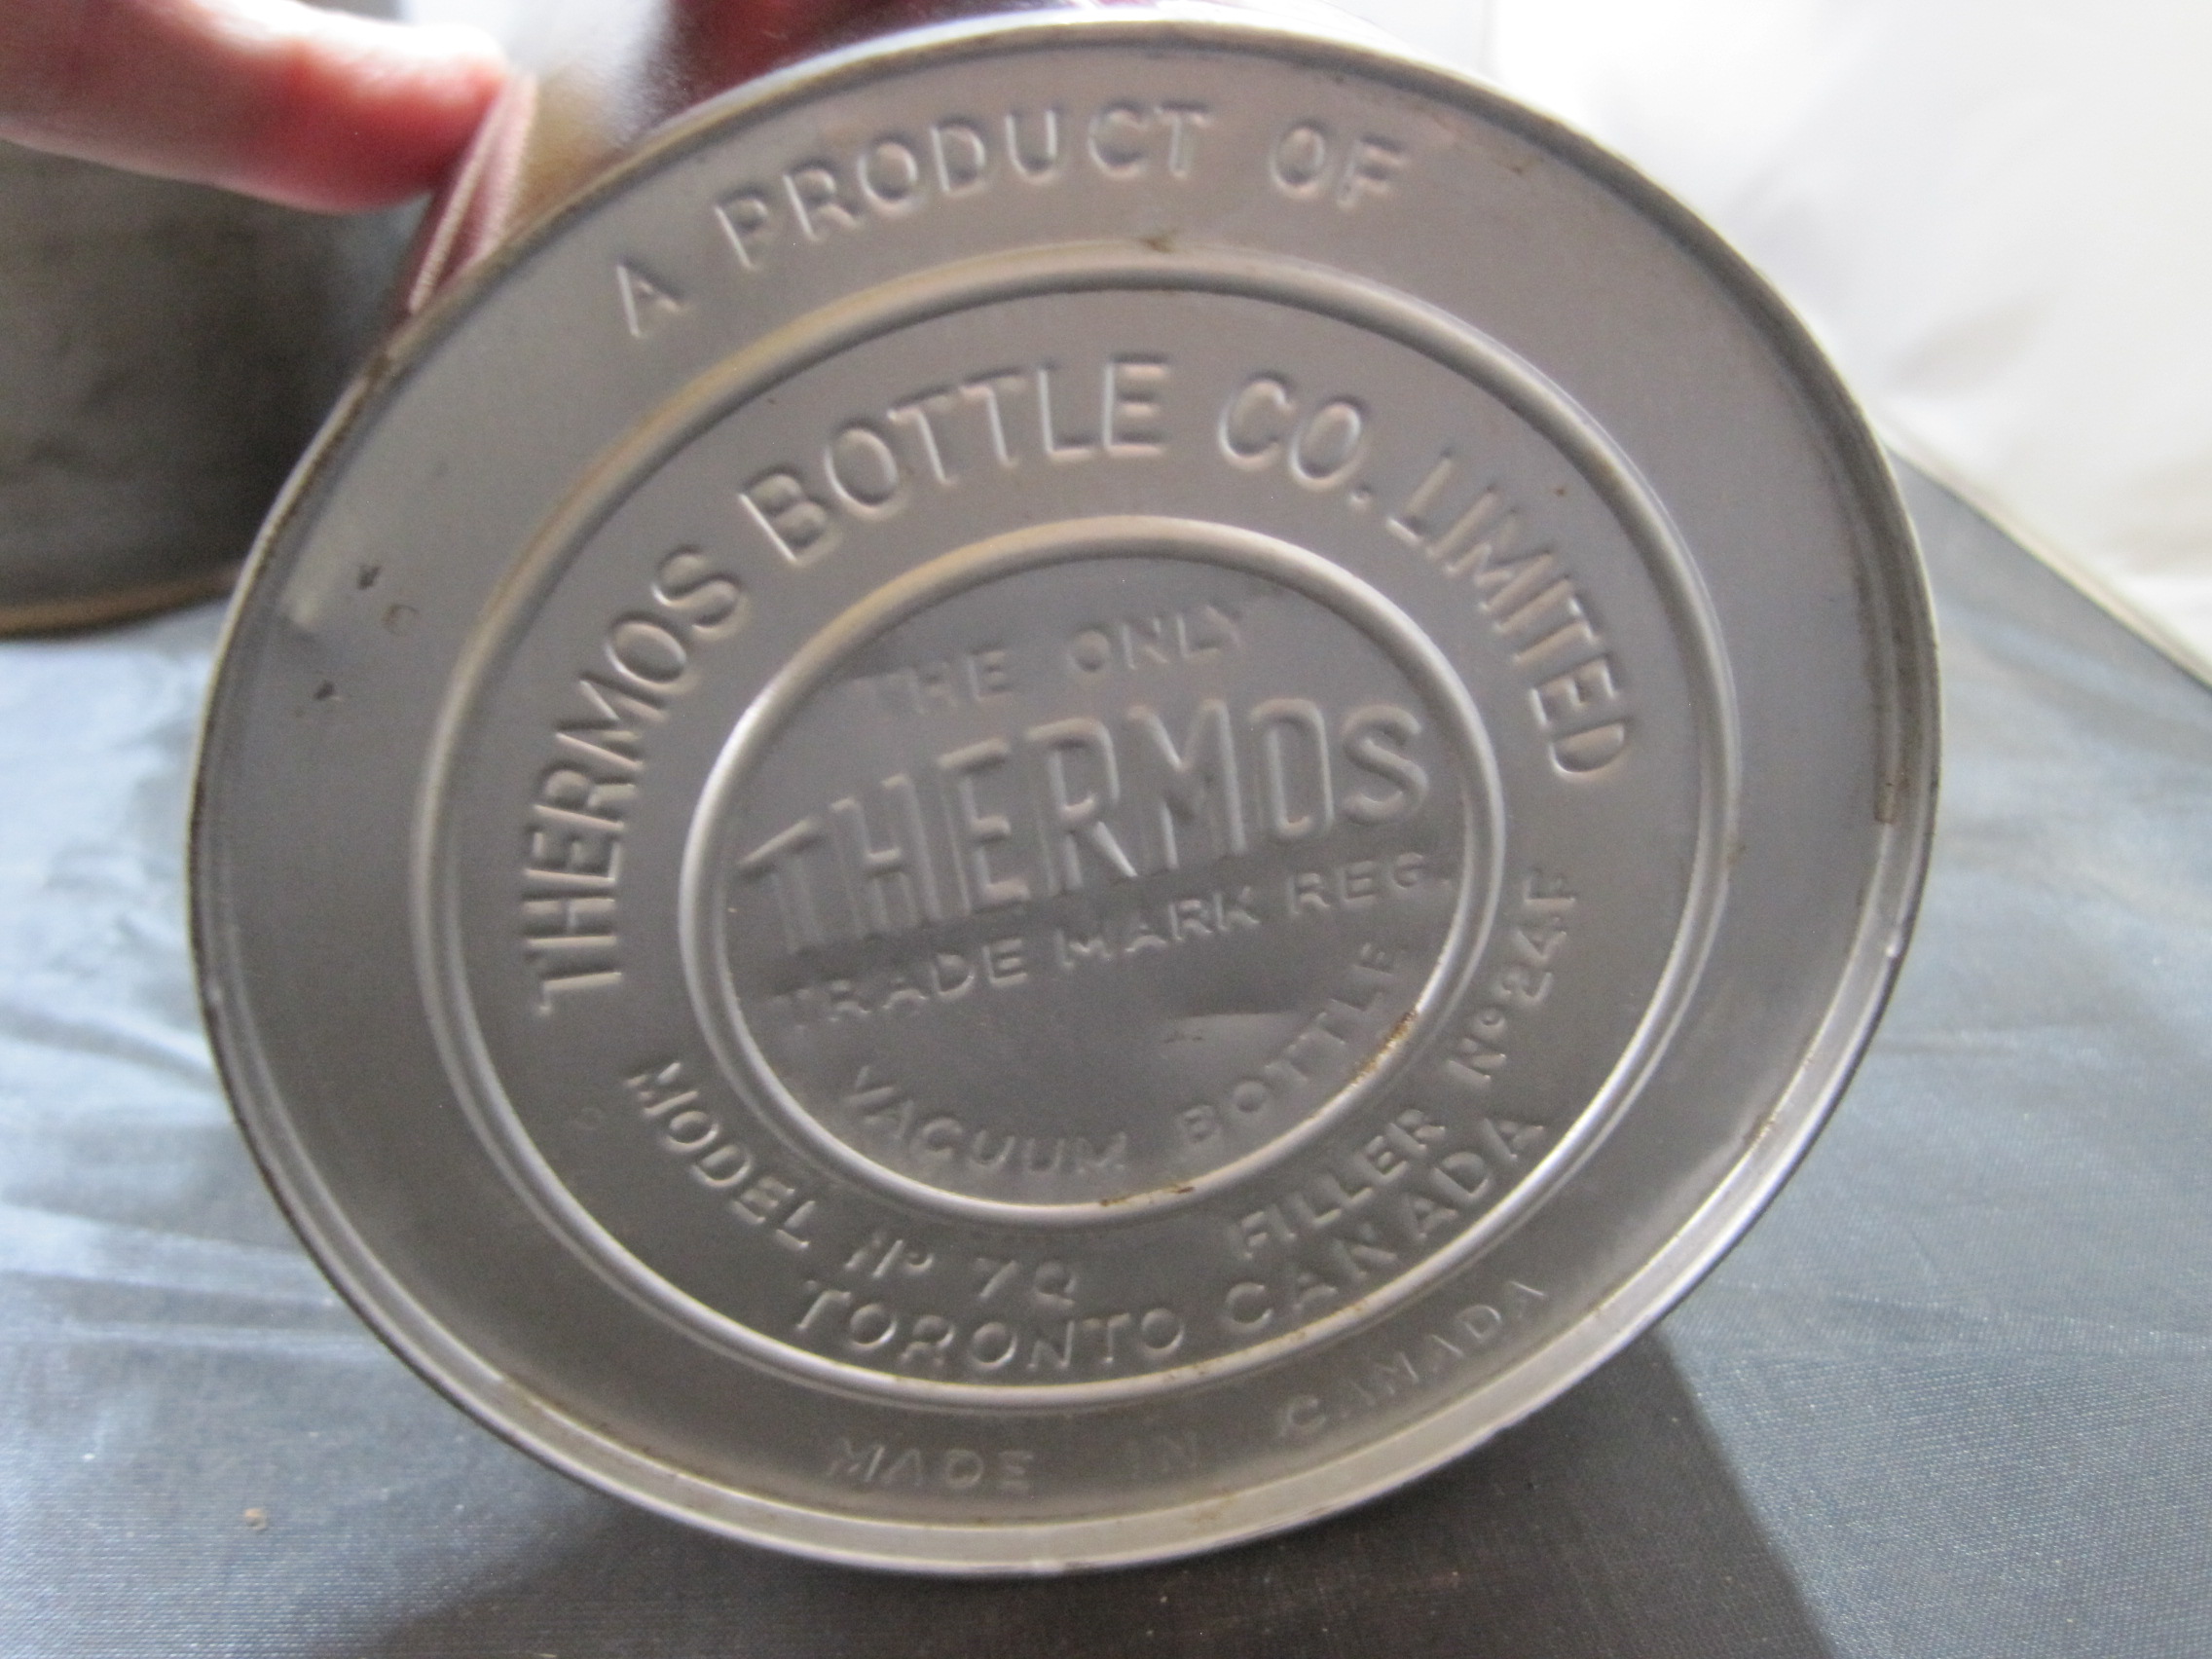 A PRODUCT OF
THERMOS BOTTLE CO. LIMITED
THE ONLY
THERMOS
TRADE MARK REG.
VACUUM BOTTLE
MODEL Nº 7Q FILLER Nº 24F
TORONTO CANADA
MADE IN CANADA